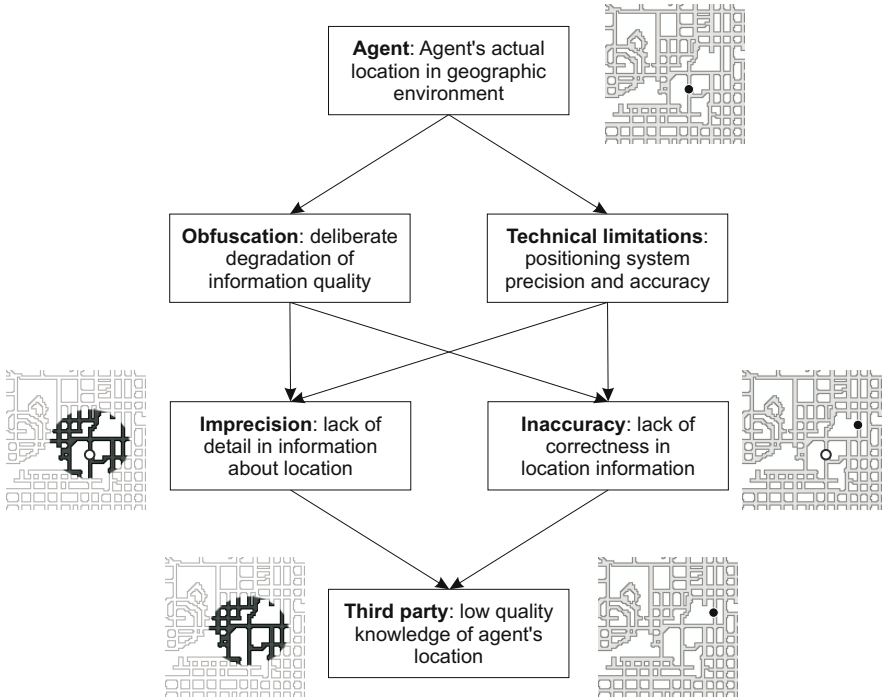 Agent: Agent's actual
location in geographic
environment
Obfuscation: deliberate
degradation of
information quality
Technical limitations:
positioning system
precision and accuracy
Imprecision: lack of
detail in information
about location
Inaccuracy: lack of
correctness in
location information
Third party: low quality
knowledge of agent's
location